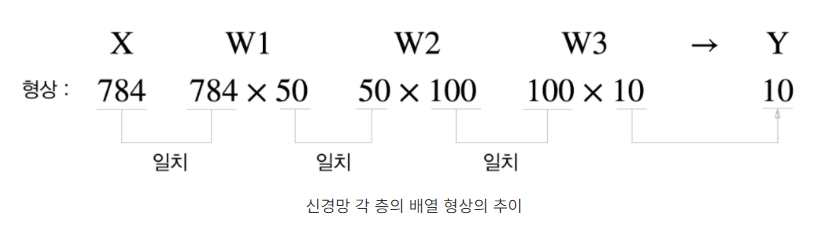 X W1 W2 W3 → Y
형상 : 784 784 × 50 50 × 100 100 × 10 10
일치 일치 일치
신경망 각 층의 배열 형상의 추이